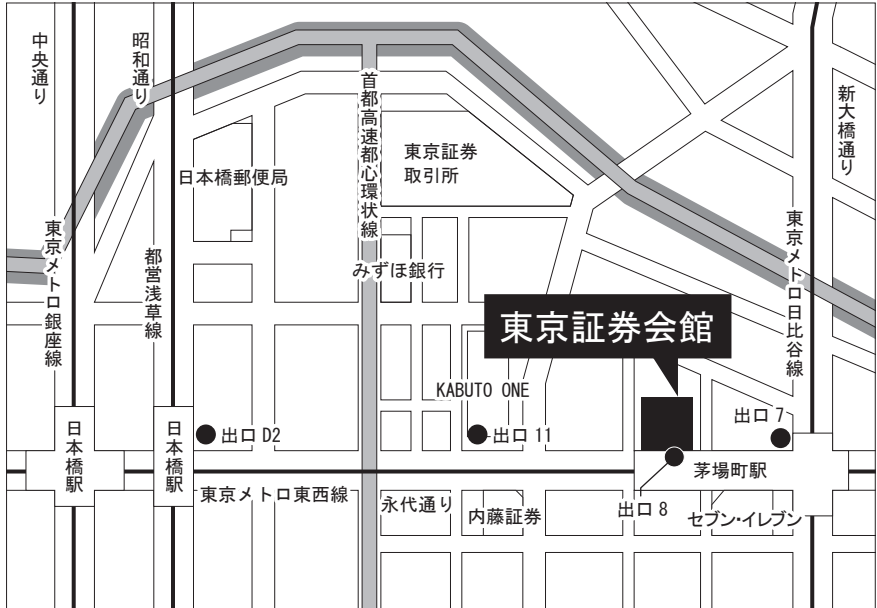 中央通り
昭和通り
首都高速都心環状線
新大橋通り
東京証券
取引所
日本橋郵便局
東京メトロ銀座線
都営浅草線
東京メトロ日比谷線
みずほ銀行
東京証券会館
KABUTO ONE
日本橋駅
日本橋駅
出口 D2
出口 11
出口 7
茅場町駅
東京メトロ東西線
永代通り
内藤証券
出口 8
セブン・イレブン